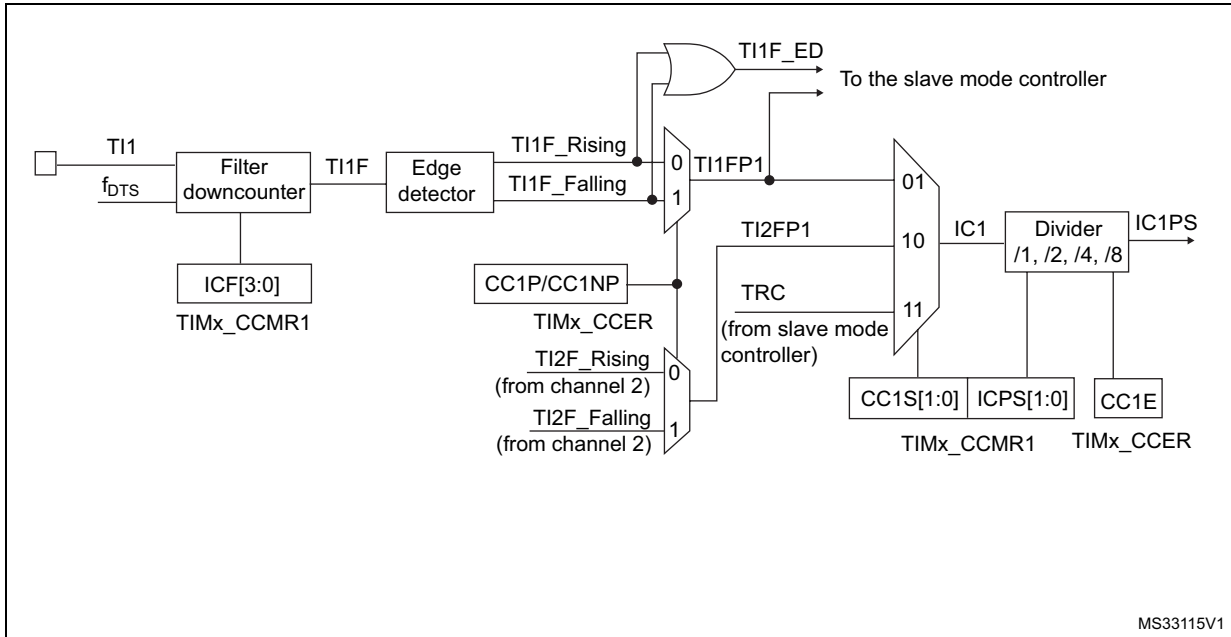 TI1F_ED
To the slave mode controller
TI1
f_DTS
Filter
downcounter
TI1F
Edge
detector
TI1F_Rising
TI1F_Falling
0
1
TI1FP1
01
TI2FP1
10
IC1
Divider
/1, /2, /4, /8
IC1PS
ICF[3:0]
TIMx_CCMR1
CC1P/CC1NP
TIMx_CCER
TRC
11
(from slave mode
controller)
TI2F_Rising
(from channel 2)
0
TI2F_Falling
(from channel 2)
1
CC1S[1:0]
ICPS[1:0]
CC1E
TIMx_CCMR1
TIMx_CCER
MS33115V1